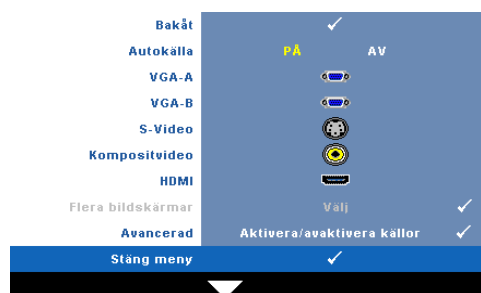 Bakåt
Autokälla PÅ AV
VGA-A
VGA-B
S-Video
Kompositvideo
HDMI
Flera bildskärmar Välj
Avancerad Aktivera/avaktivera källor
Stäng meny